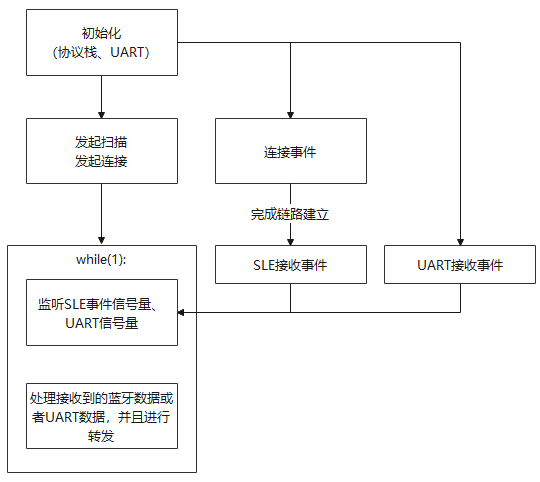 初始化
（协议栈、UART）
发起扫描
发起连接
连接事件
完成链路建立
SLE接收事件
UART接收事件
while(1):
监听SLE事件信号量、
UART信号量
处理接收到的蓝牙数据或
者UART数据，并且进行
转发